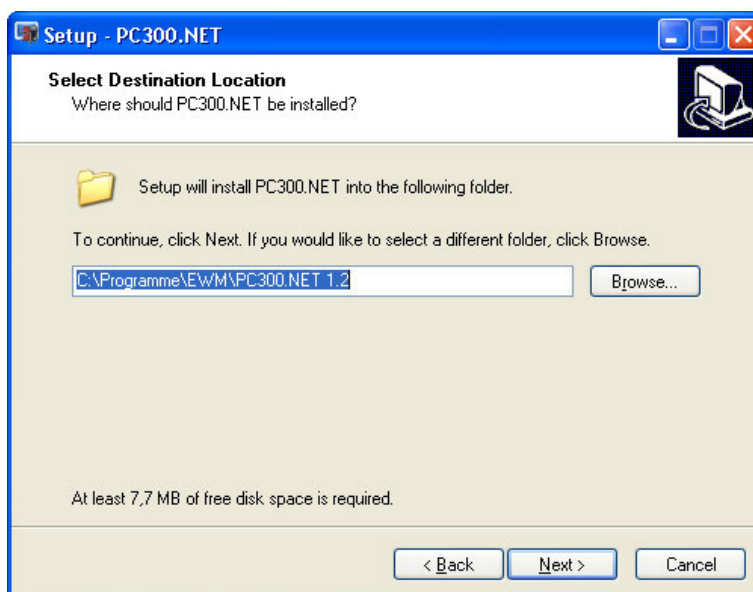 Setup - PC300.NET
Select Destination Location
Where should PC300.NET be installed?
Setup will install PC300.NET into the following folder.
To continue, click Next. If you would like to select a different folder, click Browse.
C:\Programme\EWM\PC300.NET 1.2
Browse...
At least 7,7 MB of free disk space is required.
< Back
Next >
Cancel